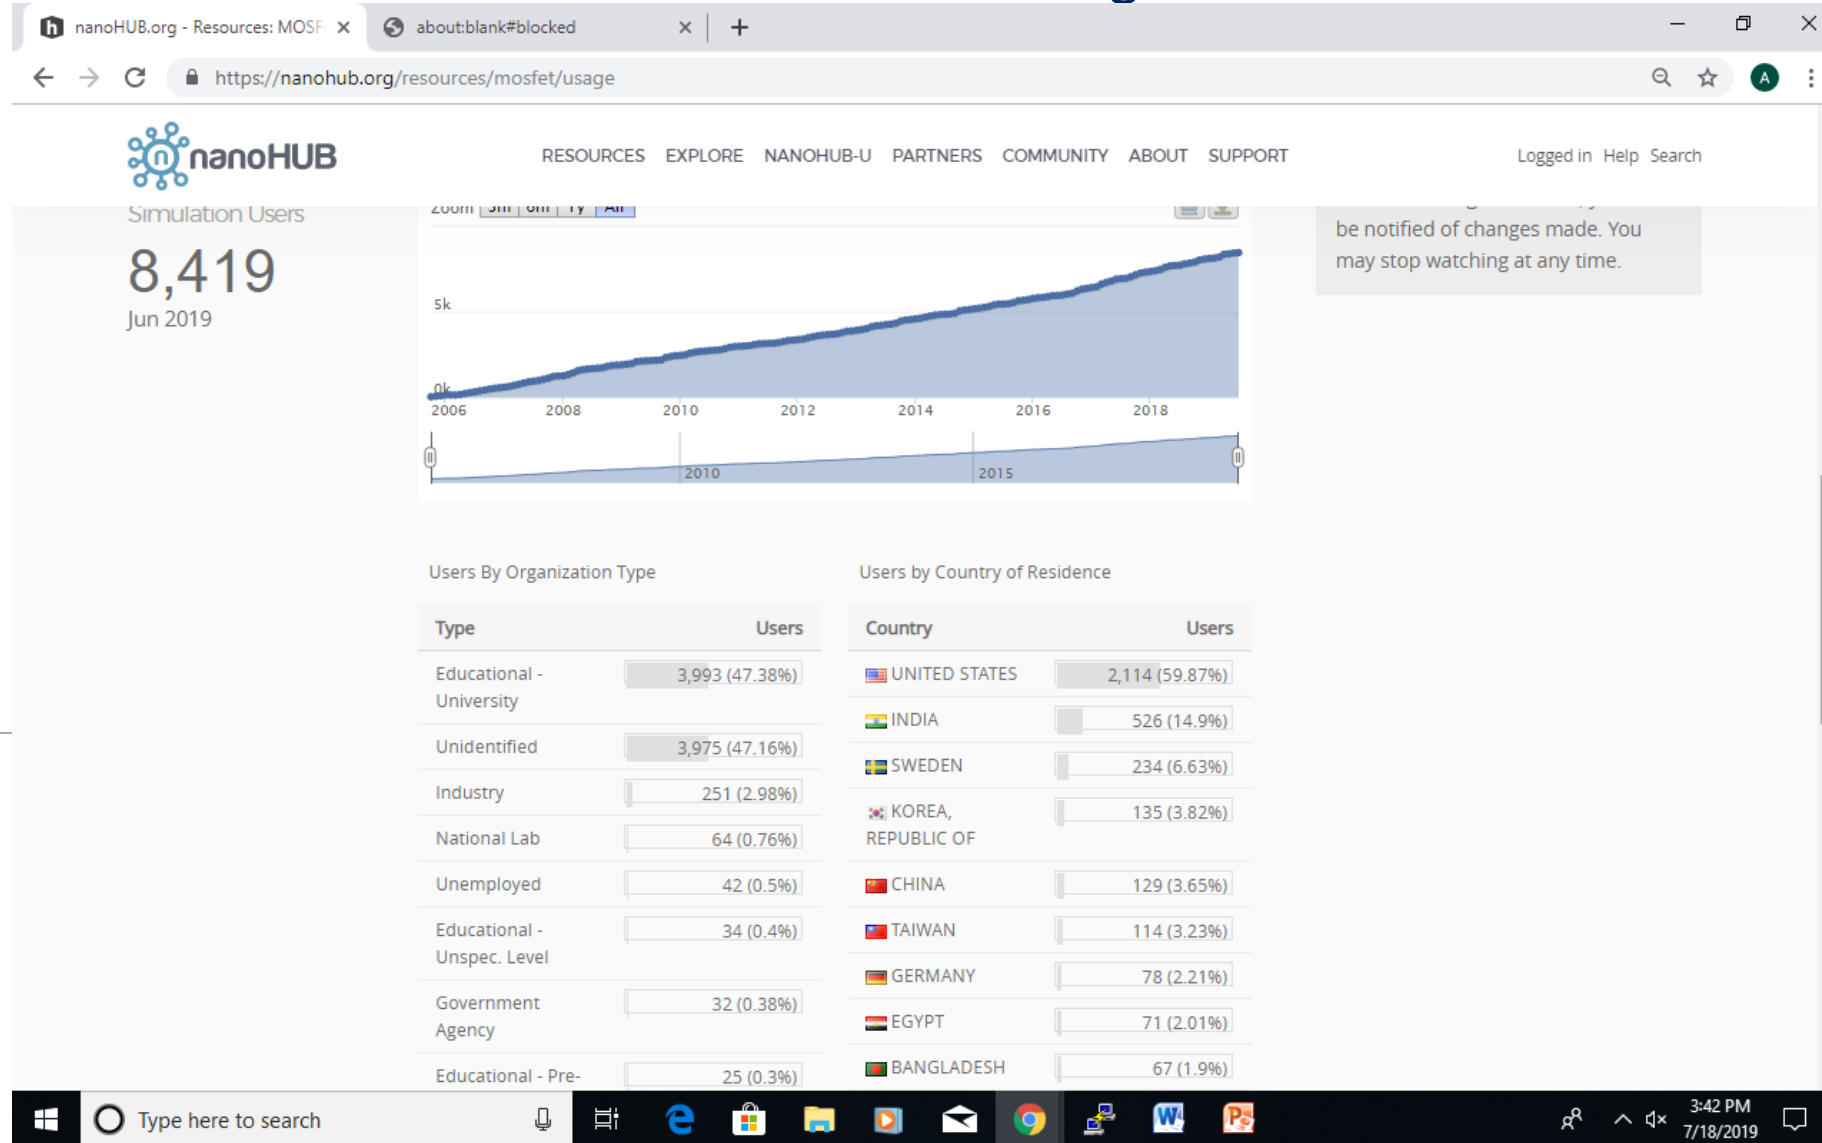 nanoHUB.org - Resources: MOSF
about:blank#blocked
https://nanohub.org/resources/mosfet/usage
A
nanoHUB
RESOURCES EXPLORE NANOHUB-U PARTNERS COMMUNITY ABOUT SUPPORT
Logged in Help Search
Simulation Users
8,419
Jun 2019
Zoom 3m 6m 1y All
be notified of changes made. You
may stop watching at any time.
5k
0k
2006 2008 2010 2012 2014 2016 2018
2010 2015
Users By Organization Type
Type Users
Educational - 3,993 (47.38%)
University
Unidentified 3,975 (47.16%)
Industry 251 (2.98%)
National Lab 64 (0.76%)
Unemployed 42 (0.5%)
Educational - 34 (0.4%)
Unspec. Level
Government 32 (0.38%)
Agency
Educational - Pre- 25 (0.3%)
Users by Country of Residence
Country Users
UNITED STATES 2,114 (59.87%)
INDIA 526 (14.9%)
SWEDEN 234 (6.63%)
KOREA, 135 (3.82%)
REPUBLIC OF
CHINA 129 (3.65%)
TAIWAN 114 (3.23%)
GERMANY 78 (2.21%)
EGYPT 71 (2.01%)
BANGLADESH 67 (1.9%)
Type here to search
3:42 PM
7/18/2019